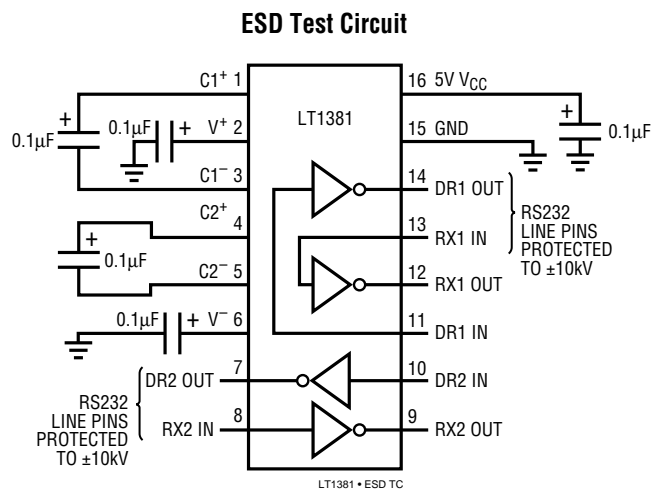 ESD Test Circuit
C1+ 1
16 5V VCC
LT1381
+
0.1µF
0.1µF
+
V+ 2
15 GND
+
0.1µF
C1– 3
14 DR1 OUT
RS232
LINE PINS
PROTECTED
TO ±10kV
C2+
4
13
RX1 IN
+
0.1µF
C2– 5
12
RX1 OUT
0.1µF
+
V– 6
11
DR1 IN
DR2 OUT
7
10
DR2 IN
RS232
LINE PINS
PROTECTED
TO ±10kV
RX2 IN
8
9
RX2 OUT
LT1381 • ESD TC